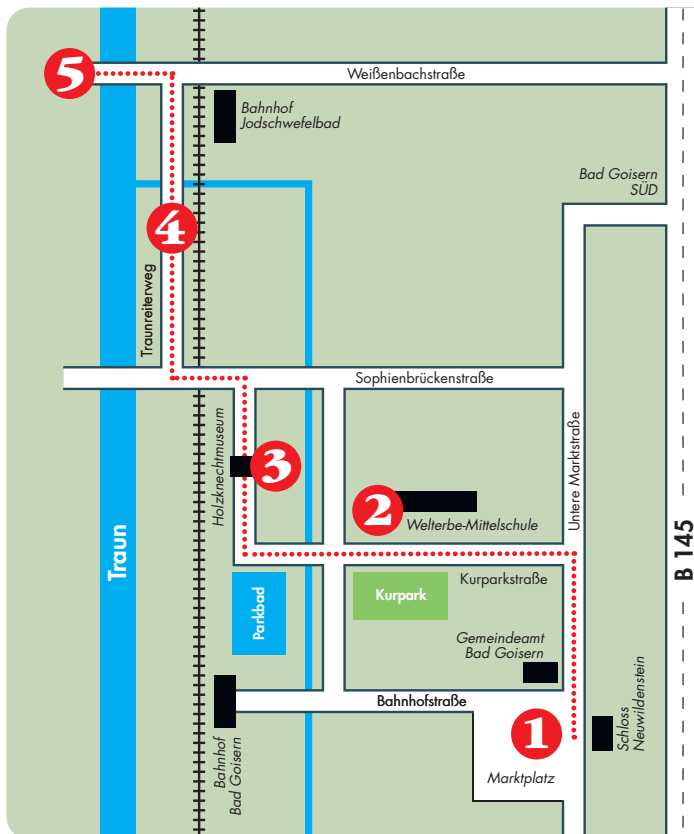 5
Weißenbachstraße
Bahnhof
Jodschwefelbad
Bad Goisern
SÜD
4
Traunreiterweg
Sophienbrückenstraße
Holzknechtmuseum
3
2
Welterbe-Mittelschule
Untere Marktstraße
Traun
B 145
Kurparkstraße
Parkbad
Kurpark
Gemeindeamt
Bad Goisern
Bahnhofstraße
Bahnhof
Bad Goisern
1
Schloss
Neuwildenstein
Marktplatz